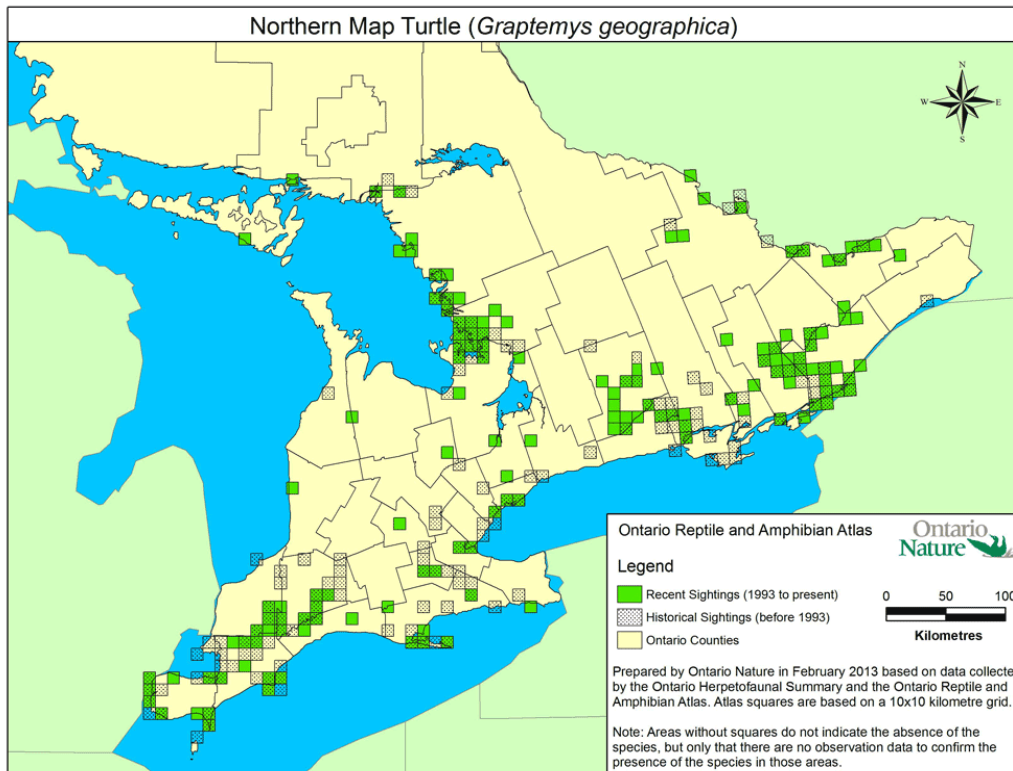 Northern Map Turtle (Graptemys geographica)
N
W E
S
Ontario Reptile and Amphibian Atlas
Ontario
Nature
Legend
Recent Sightings (1993 to present)
Historical Sightings (before 1993)
Ontario Counties
0 50 100
Kilometres
Prepared by Ontario Nature in February 2013 based on data collecte
by the Ontario Herpetofaunal Summary and the Ontario Reptile and
Amphibian Atlas. Atlas squares are based on a 10x10 kilometre grid.
Note: Areas without squares do not indicate the absence of the
species, but only that there are no observation data to confirm the
presence of the species in those areas.